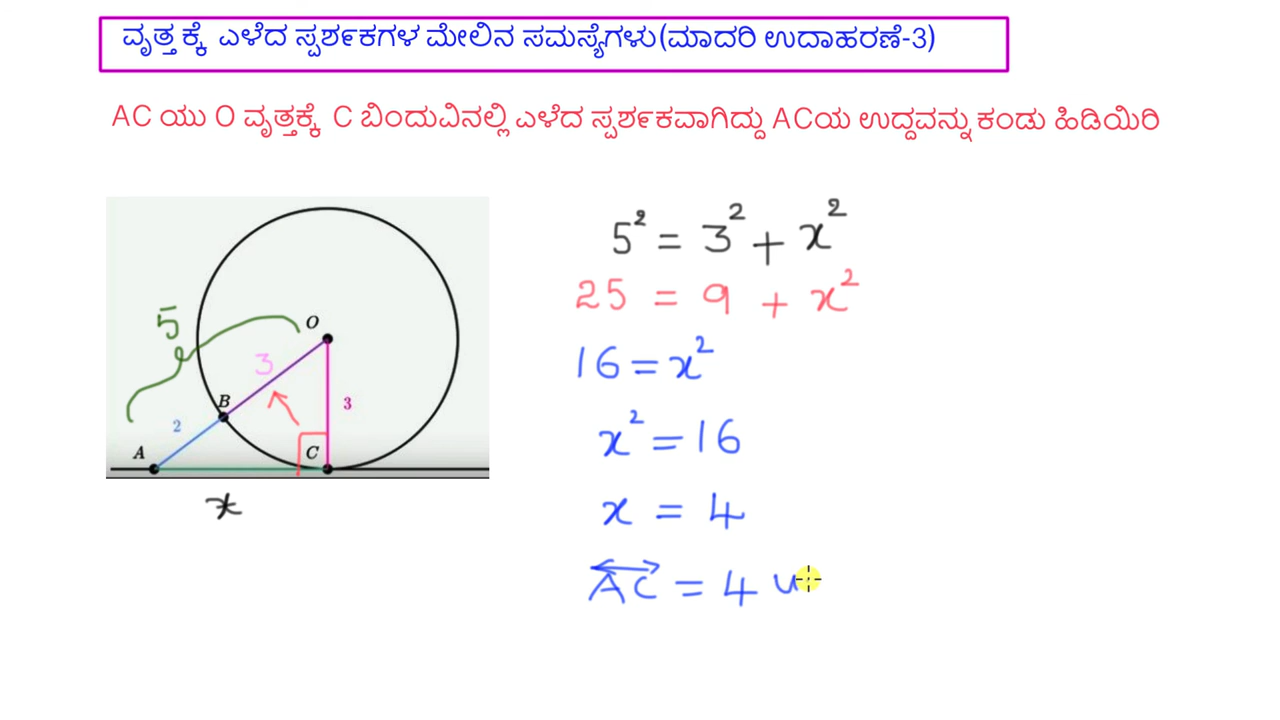 ವೃತ್ತಕ್ಕೆ ಎಳೆದ ಸ್ಪರ್ಶಕಗಳ ಮೇಲಿನ ಸಮಸ್ಯೆಗಳು(ಮಾದರಿ ಉದಾಹರಣೆ-3)
AC ಯು O ವೃತ್ತಕ್ಕೆ C ಬಿಂದುವಿನಲ್ಲಿ ಎಳೆದ ಸ್ಪರ್ಶಕವಾಗಿದ್ದು ACಯ ಉದ್ದವನ್ನು ಕಂಡು ಹಿಡಿಯಿರಿ
5² = 3² + x²
25 = 9 + x²
16 = x²
x² = 16
x = 4
AC = 4 u
5
O
3
B
3
2
A
C
x